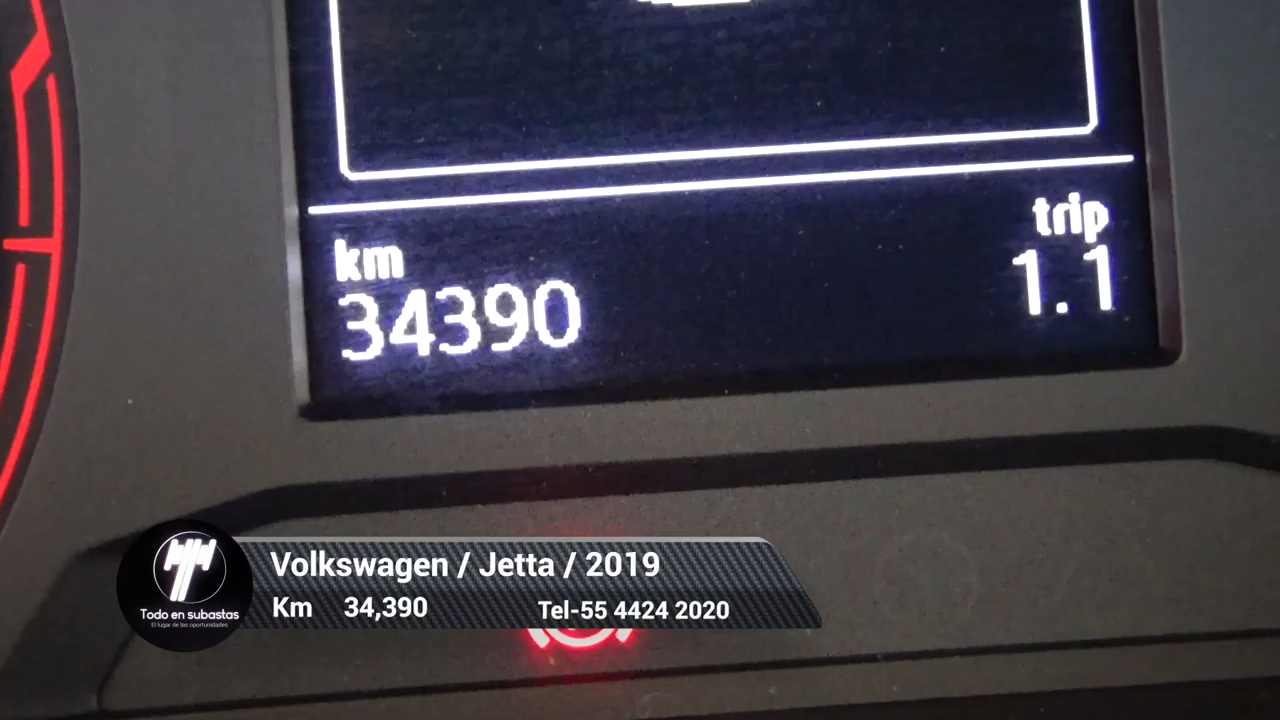 km
34390
trip
1.1
Volkswagen / Jetta / 2019
Km 34,390 Tel-55 4424 2020
Todo en subastas
El lugar de las oportunidades